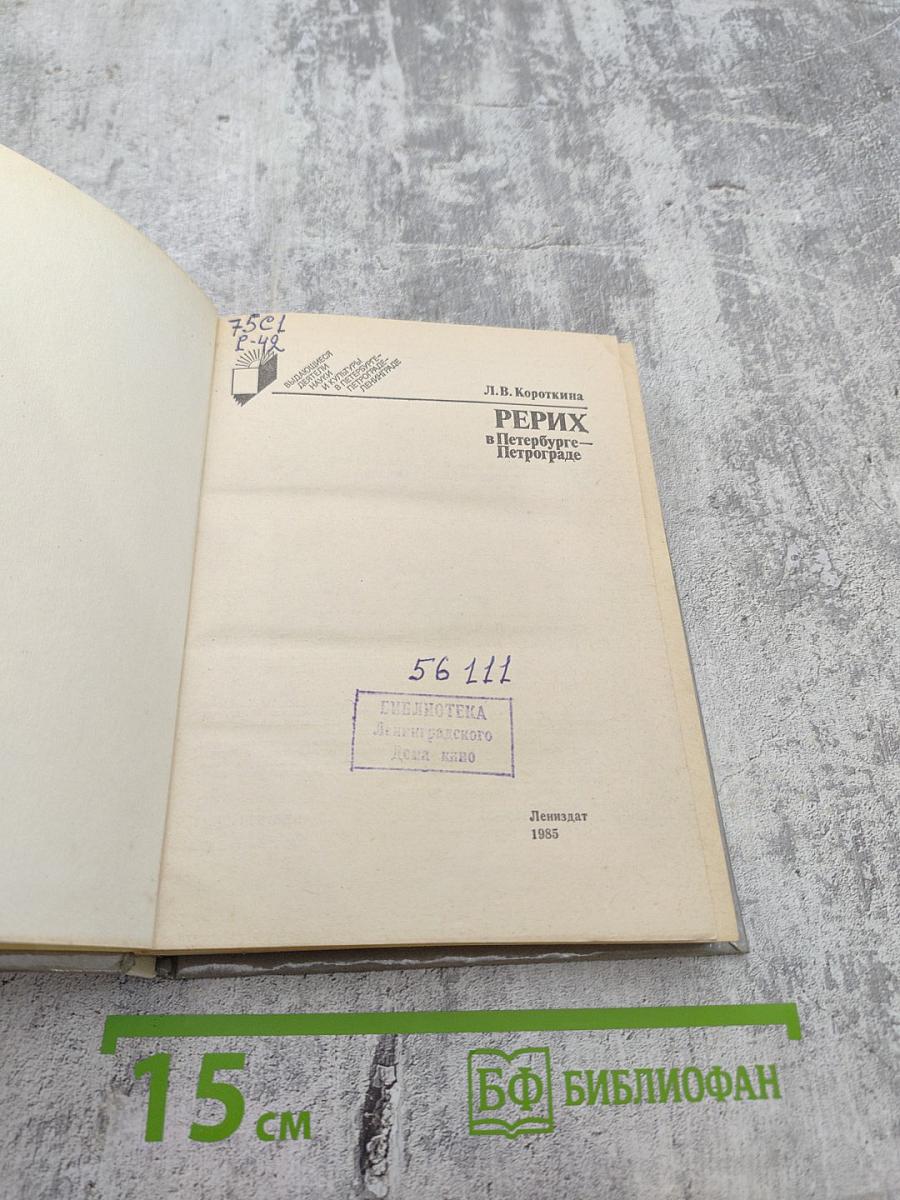 75С1
Р-42
ВЫДАЮЩИЕСЯ
ДЕЯТЕЛИ
НАУКИ
И КУЛЬТУРЫ
В ПЕТЕРБУРГЕ–
ПЕТРОГРАДЕ–
ЛЕНИНГРАДЕ
Л. В. Короткина
РЕРИХ
в Петербурге—
Петрограде
56 111
БИБЛИОТЕКА
Ленинградского
Дома кино
Лениздат
1985
15 см
БФ БИБЛИОФАН